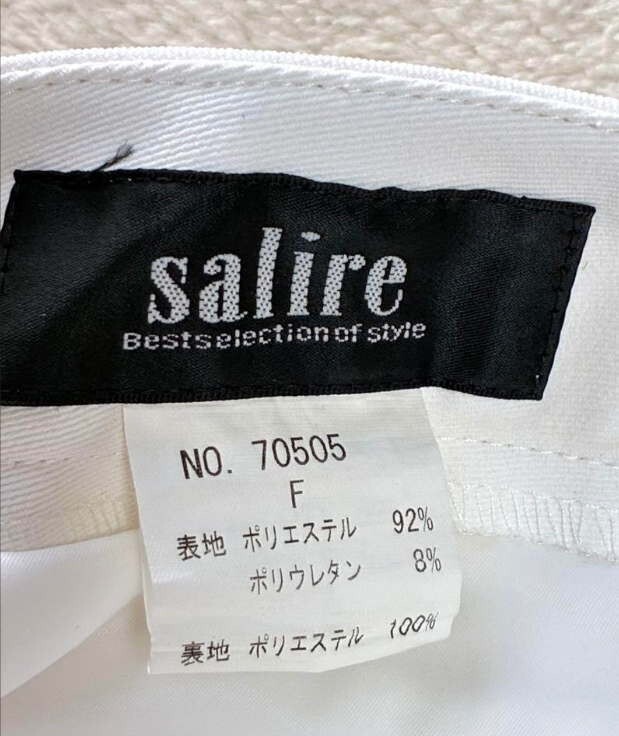 salire
Best selection of style
NO. 70505
F
表地 ポリエステル 92%
ポリウレタン 8%
裏地 ポリエステル 100%